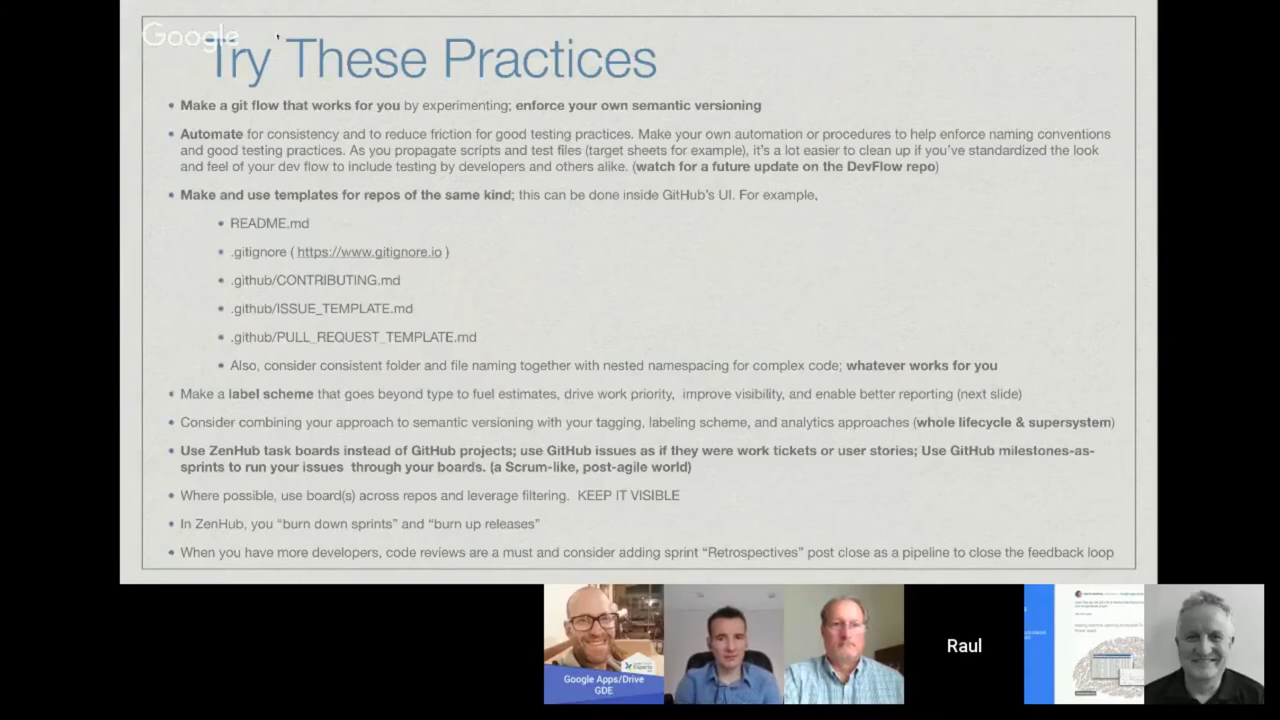 Google
Try These Practices
• Make a git flow that works for you by experimenting; enforce your own semantic versioning
• Automate for consistency and to reduce friction for good testing practices. Make your own automation or procedures to help enforce naming conventions
and good testing practices. As you propagate scripts and test files (target sheets for example), it's a lot easier to clean up if you've standardized the look
and feel of your dev flow to include testing by developers and others alike. (watch for a future update on the DevFlow repo)
• Make and use templates for repos of the same kind; this can be done inside GitHub's UI. For example,
• README.md
• .gitignore ( https://www.gitignore.io )
• .github/CONTRIBUTING.md
• .github/ISSUE_TEMPLATE.md
• .github/PULL_REQUEST_TEMPLATE.md
• Also, consider consistent folder and file naming together with nested namespacing for complex code; whatever works for you
• Make a label scheme that goes beyond type to fuel estimates, drive work priority, improve visibility, and enable better reporting (next slide)
• Consider combining your approach to semantic versioning with your tagging, labeling scheme, and analytics approaches (whole lifecycle & supersystem)
• Use ZenHub task boards instead of GitHub projects; use GitHub issues as if they were work tickets or user stories; Use GitHub milestones-as-
sprints to run your issues through your boards. (a Scrum-like, post-agile world)
• Where possible, use board(s) across repos and leverage filtering. KEEP IT VISIBLE
• In ZenHub, you "burn down sprints" and "burn up releases"
• When you have more developers, code reviews are a must and consider adding sprint "Retrospectives" post close as a pipeline to close the feedback loop
Experts
Google Apps/Drive
GDE
Raul